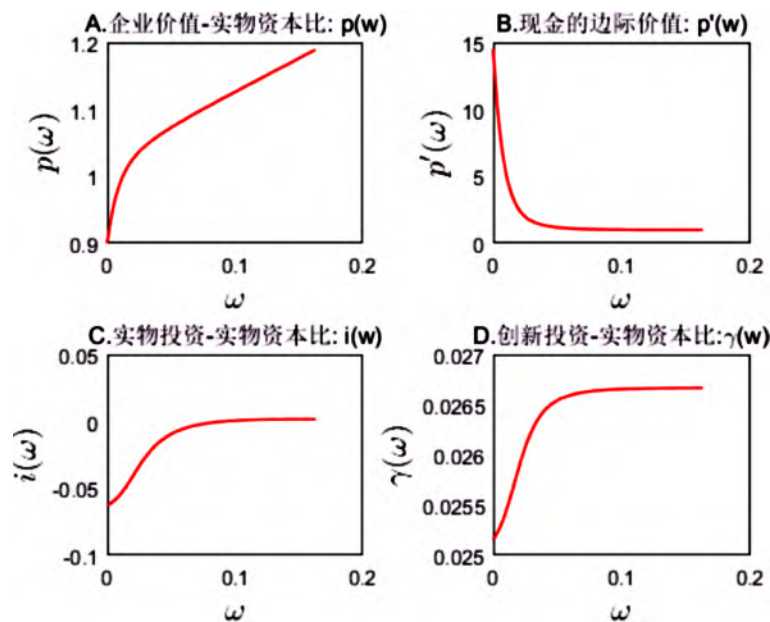 A.企业价值-实物资本比: p(w)
1.2
1.1
1
0.9
p(ω)
0
0.1
0.2
ω
B.现金的边际价值: p'(w)
15
10
5
0
p'(ω)
0
0.1
0.2
ω
C.实物投资-实物资本比: i(w)
0.05
0
-0.05
-0.1
i(ω)
0
0.1
0.2
ω
D.创新投资-实物资本比:γ(w)
0.027
0.0265
0.026
0.0255
0.025
γ(ω)
0
0.1
0.2
ω